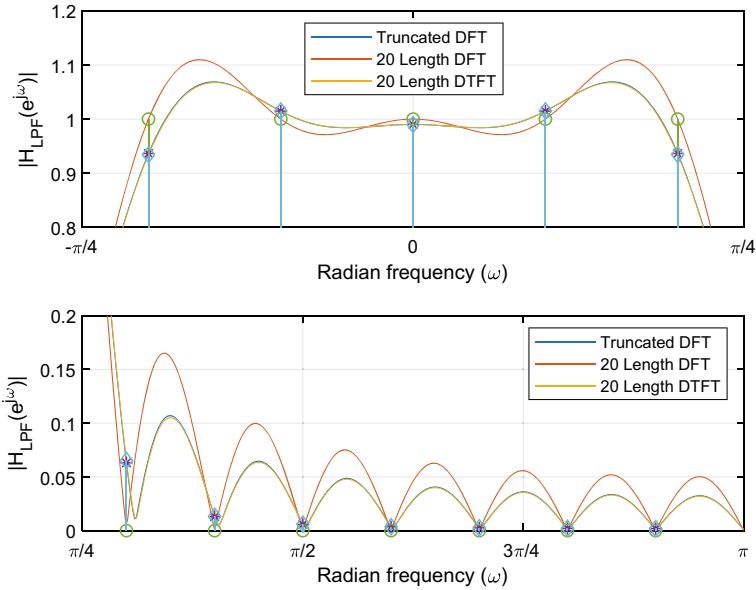 1.2
1.1
1
0.9
0.8
|H_LPF(e^jω)|
Truncated DFT
20 Length DFT
20 Length DTFT
-π/4
0
π/4
Radian frequency (ω)
0.2
0.15
0.1
0.05
0
|H_LPF(e^jω)|
Truncated DFT
20 Length DFT
20 Length DTFT
π/4
π/2
3π/4
π
Radian frequency (ω)